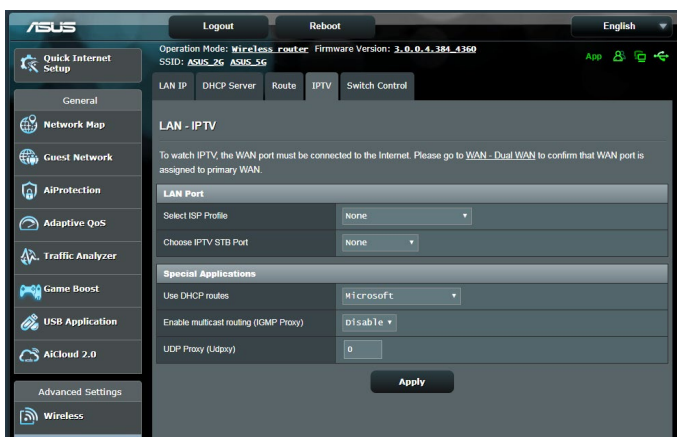 ASUS
Logout
Reboot
English
Quick Internet
Setup
Operation Mode: Wireless router Firmware Version: 3.0.0.4.384_4360
SSID: ASUS_2G ASUS_5G
App
LAN IP
DHCP Server
Route
IPTV
Switch Control
General
Network Map
Guest Network
AiProtection
Adaptive QoS
Traffic Analyzer
Game Boost
USB Application
AiCloud 2.0
Advanced Settings
Wireless
LAN - IPTV
To watch IPTV, the WAN port must be connected to the Internet. Please go to WAN - Dual WAN to confirm that WAN port is
assigned to primary WAN.
LAN Port
Select ISP Profile
None
Choose IPTV STB Port
None
Special Applications
Use DHCP routes
Microsoft
Enable multicast routing (IGMP Proxy)
Disable
UDP Proxy (Udpxy)
0
Apply